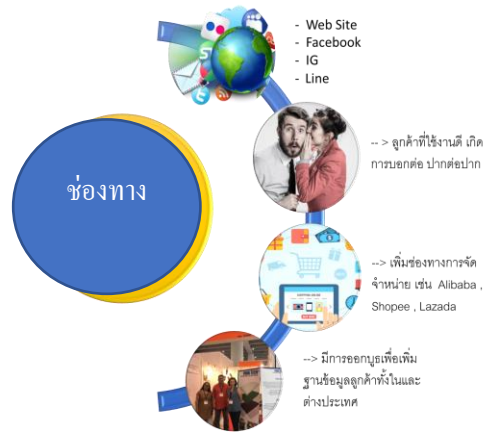 - Web Site
- Facebook
- IG
- Line
ช่องทาง
-- > ลูกค้าที่ใช้งานดี เกิด
การบอกต่อ ปากต่อปาก
--> เพิ่มช่องทางการจัด
จำหน่าย เช่น Alibaba ,
Shopee , Lazada
--> มีการออกบูธเพื่อเพิ่ม
ฐานข้อมูลลูกค้าทั้งในและ
ต่างประเทศ